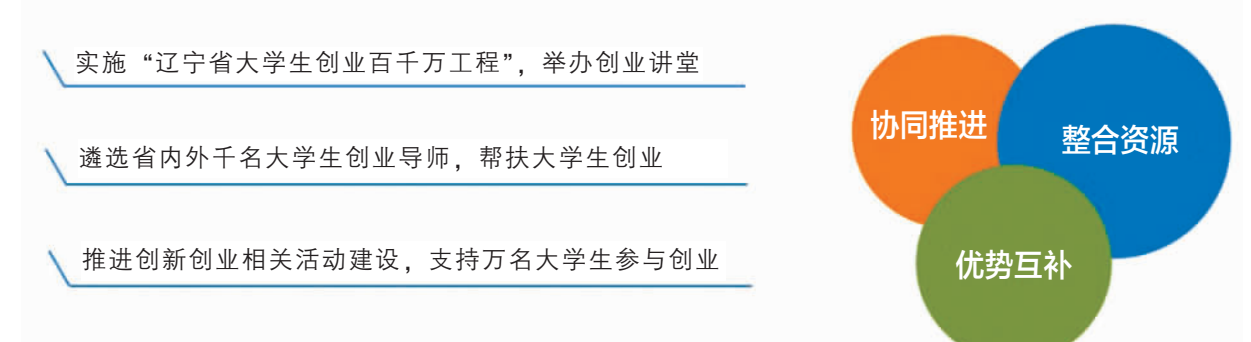 实施“辽宁省大学生创业百千万工程”，举办创业讲堂
遴选省内外千名大学生创业导师，帮扶大学生创业
推进创新创业相关活动建设，支持万名大学生参与创业
协同推进
整合资源
优势互补